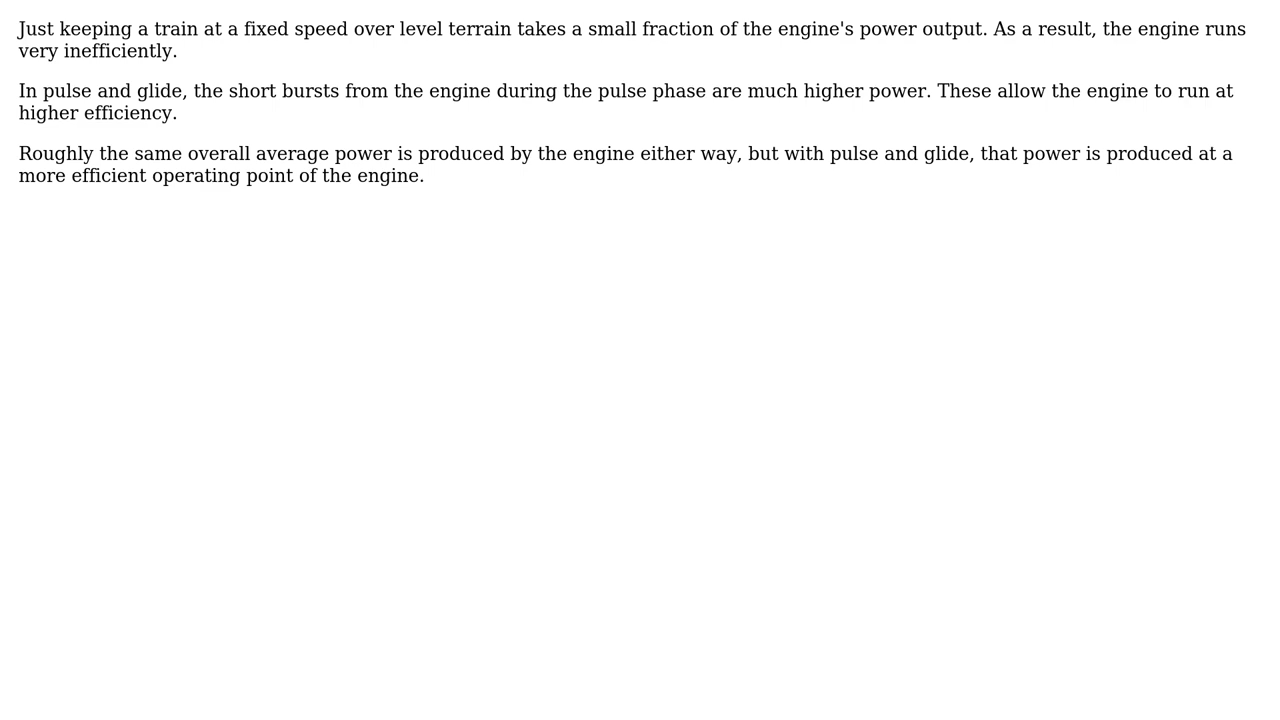 Just keeping a train at a fixed speed over level terrain takes a small fraction of the engine's power output. As a result, the engine runs
very inefficiently.
In pulse and glide, the short bursts from the engine during the pulse phase are much higher power. These allow the engine to run at
higher efficiency.
Roughly the same overall average power is produced by the engine either way, but with pulse and glide, that power is produced at a
more efficient operating point of the engine.